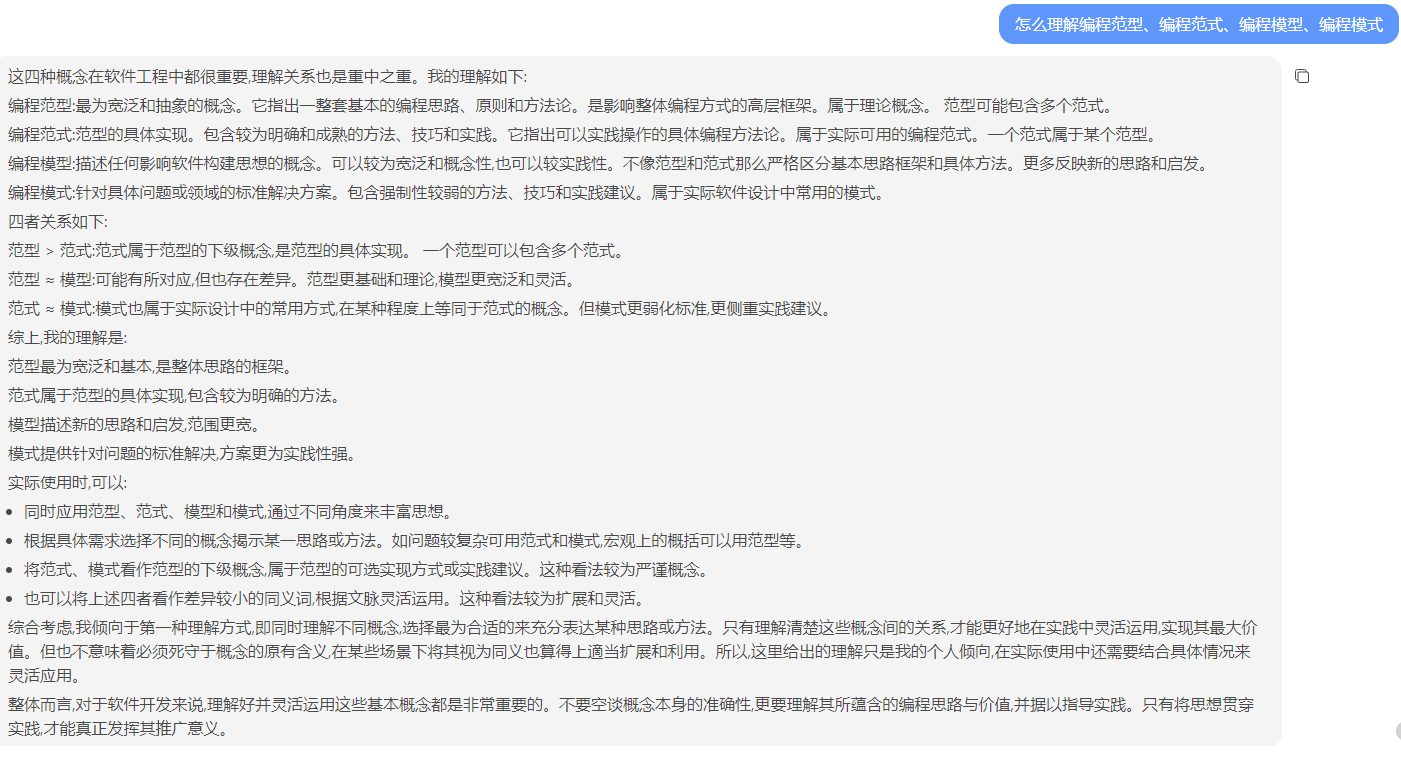 怎么理解编程范型、编程范式、编程模型、编程模式
这四种概念在软件工程中都很重要,理解关系也是重中之重。我的理解如下:
编程范型:最为宽泛和抽象的概念。它指出一整套基本的编程思路、原则和方法论。是影响整体编程方式的高层框架。属于理论概念。 范型可能包含多个范式。
编程范式:范型的具体实现。包含较为明确和成熟的方法、技巧和实践。它指出可以实践操作的具体编程方法论。属于实际可用的编程范式。一个范式属于某个范型。
编程模型:描述任何影响软件构建思想的概念。可以较为宽泛和概念性,也可以较实践性。不像范型和范式那么严格区分基本思路框架和具体方法。更多反映新的思路和启发。
编程模式:针对具体问题或领域的标准解决方案。包含强制性较弱的方法、技巧和实践建议。属于实际软件设计中常用的模式。
四者关系如下:
范型 > 范式:范式属于范型的下级概念,是范型的具体实现。 一个范型可以包含多个范式。
范型 ≈ 模型:可能有所对应,但也存在差异。范型更基础和理论,模型更宽泛和灵活。
范式 ≈ 模式:模式也属于实际设计中的常用方式,在某种程度上等同于范式的概念。但模式更弱化标准,更侧重实践建议。
综上,我的理解是:
范型最为宽泛和基本,是整体思路的框架。
范式属于范型的具体实现,包含较为明确的方法。
模型描述新的思路和启发,范围更宽。
模式提供针对问题的标准解决,方案更为实践性强。
实际使用时,可以:
• 同时应用范型、范式、模型和模式,通过不同角度来丰富思想。
• 根据具体需求选择不同的概念揭示某一思路或方法。如问题较复杂可用范式和模式,宏观上的概括可以用范型等。
• 将范式、模式看作范型的下级概念,属于范型的可选实现方式或实践建议。这种看法较为严谨概念。
• 也可以将上述四者看作差异较小的同义词,根据文脉灵活运用。这种看法较为扩展和灵活。
综合考虑,我倾向于第一种理解方式,即同时理解不同概念,选择最为合适的来充分表达某种思路或方法。只有理解清楚这些概念间的关系,才能更好地在实践中灵活运用,实现其最大价
值。但也不意味着必须死守于概念的原有含义,在某些场景下将其视为同义也算得上適当扩展和利用。所以,这里给出的理解只是我的个人倾向,在实际使用中还需要结合具体情况来
灵活应用。
整体而言,对于软件开发来说,理解好并灵活运用这些基本概念都是非常重要的。不要空谈概念本身的准确性,更要理解其所蕴含的编程思路与价值,并据以指导实践。只有将思想贯穿
实践,才能真正发挥其推广意义。